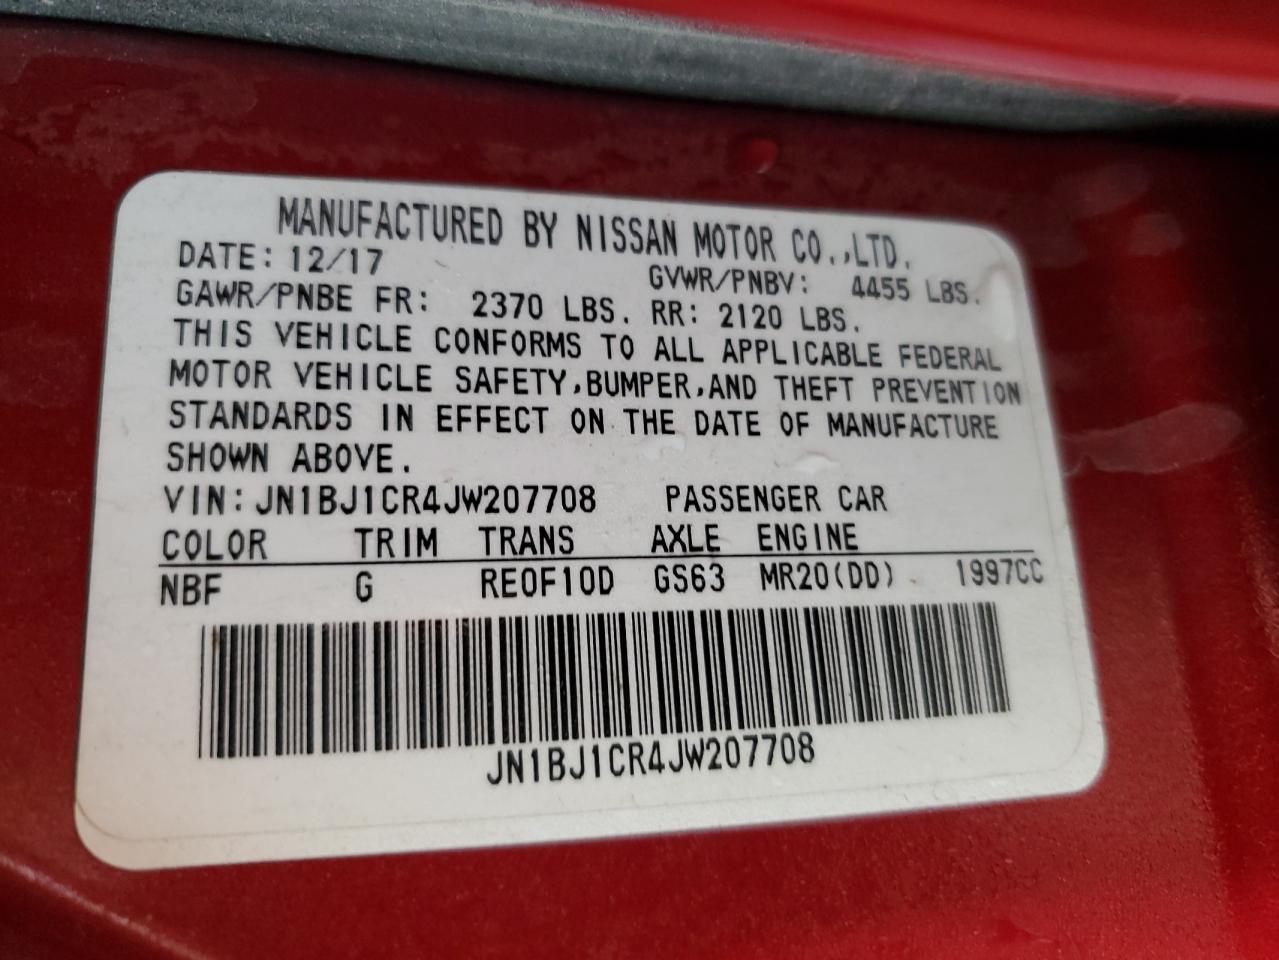 MANUFACTURED BY NISSAN MOTOR CO.,LTD.
DATE: 12/17 GVWR/PNBV: 4455 LBS.
GAWR/PNBE FR: 2370 LBS. RR: 2120 LBS.
THIS VEHICLE CONFORMS TO ALL APPLICABLE FEDERAL
MOTOR VEHICLE SAFETY,BUMPER,AND THEFT PREVENTION
STANDARDS IN EFFECT ON THE DATE OF MANUFACTURE
SHOWN ABOVE.
VIN:JN1BJ1CR4JW207708 PASSENGER CAR
COLOR TRIM TRANS AXLE ENGINE
NBF G RE0F10D GS63 MR20(DD) 1997CC
JN1BJ1CR4JW207708